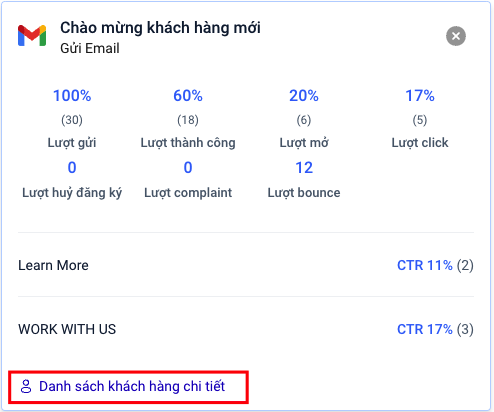 Chào mừng khách hàng mới
Gửi Email
100% 60% 20% 17%
(30) (18) (6) (5)
Lượt gửi Lượt thành công Lượt mở Lượt click
0 0 12
Lượt huỷ đăng ký Lượt complaint Lượt bounce
Learn More CTR 11% (2)
WORK WITH US CTR 17% (3)
Danh sách khách hàng chi tiết